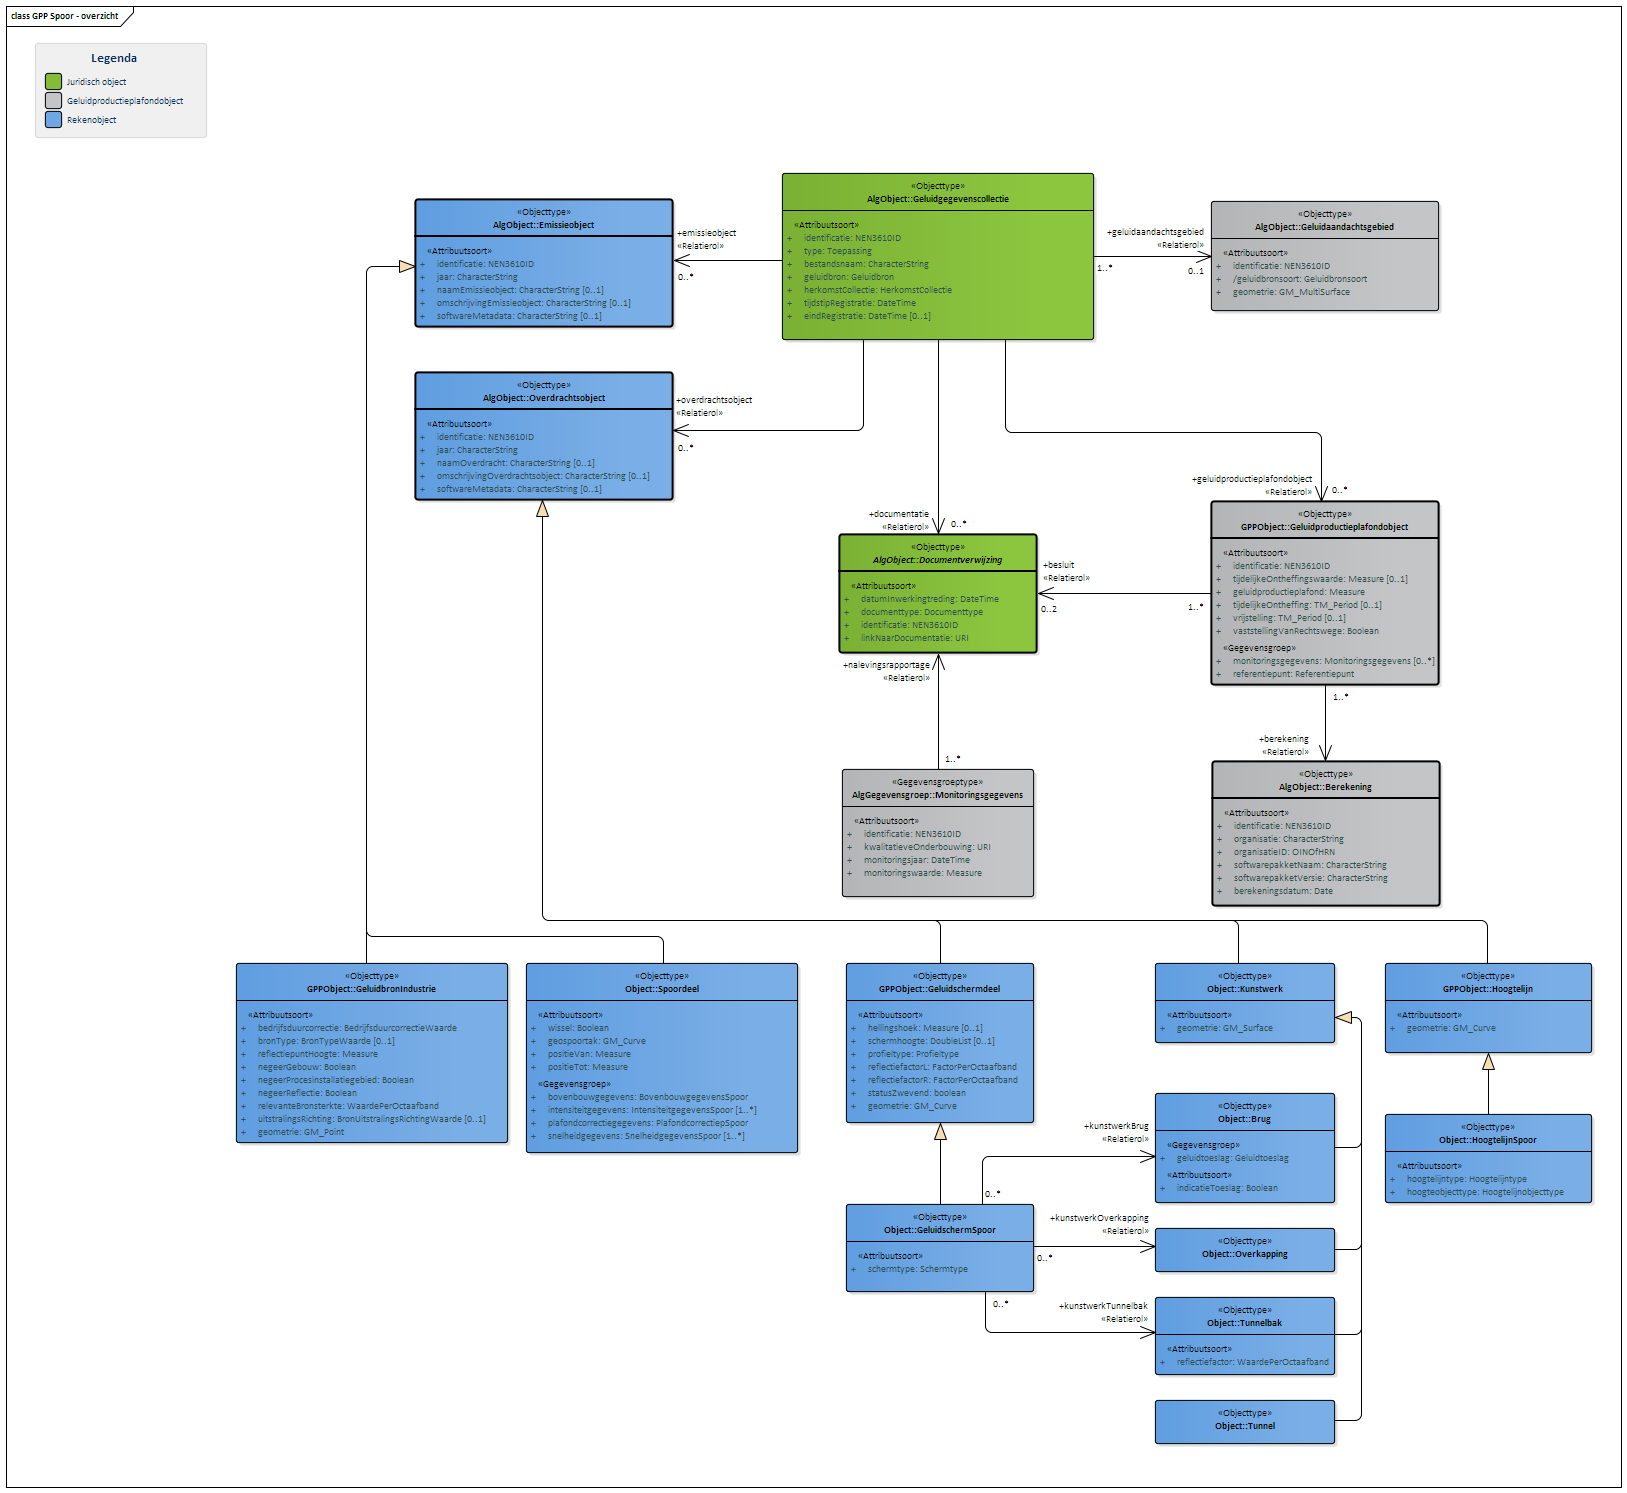 class GPP Spoor - overzicht
Legenda
Juridisch object
Geluidproductieplafondobject
Rekenobject
«Objecttype»
AlgObject::Emissieobject
«Attribuutsoort»
+ identificatie: NEN3610ID
+ jaar: CharacterString
+ naamEmissieobject: CharacterString [0..1]
+ omschrijvingEmissieobject: CharacterString [0..1]
+ softwareMetadata: CharacterString [0..1]
+emissieobject
«Relatierol»
0..*
«Objecttype»
AlgObject::Geluidgegevenscollectie
«Attribuutsoort»
+ identificatie: NEN3610ID
+ type: Toepassing
+ bestandsnaam: CharacterString
+ geluidbron: Geluidbron
+ herkomstCollectie: HerkomstCollectie
+ tijdstipRegistratie: DateTime
+ eindRegistratie: DateTime [0..1]
+geluidaandachtsgebied
«Relatierol»
1..*
0..1
«Objecttype»
AlgObject::Geluidaandachtsgebied
«Attribuutsoort»
+ identificatie: NEN3610ID
+ /geluidbronsoort: Geluidbronsoort
+ geometrie: GM_MultiSurface
«Objecttype»
AlgObject::Overdrachtsobject
«Attribuutsoort»
+ identificatie: NEN3610ID
+ jaar: CharacterString
+ naamOverdracht: CharacterString [0..1]
+ omschrijvingOverdrachtsobject: CharacterString [0..1]
+ softwareMetadata: CharacterString [0..1]
+overdrachtsobject
«Relatierol»
0..*
+documentatie
«Relatierol»
0..*
+geluidproductieplafondobject
«Relatierol»
0..*
«Objecttype»
AlgObject::Documentverwijzing
«Attribuutsoort»
+ datumInwerkingtreding: DateTime
+ documenttype: Documenttype
+ identificatie: NEN3610ID
+ linkNaarDocumentatie: URI
+besluit
«Relatierol»
0..2
1..*
«Objecttype»
GPPObject::Geluidproductieplafondobject
«Attribuutsoort»
+ identificatie: NEN3610ID
+ tijdelijkeOntheffingswaarde: Measure [0..1]
+ geluidproductieplafond: Measure
+ tijdelijkeOntheffing: TM_Period [0..1]
+ vrijstelling: TM_Period [0..1]
+ vaststellingVanRechtswege: Boolean
«Gegevensgroep»
+ monitoringsgegevens: Monitoringsgegevens [0..*]
+ referentiepunt: Referentiepunt
+nalevingsrapportage
«Relatierol»
1..*
1..*
+berekening
«Relatierol»
«Gegevensgroeptype»
AlgGegevensgroep::Monitoringsgegevens
«Attribuutsoort»
+ identificatie: NEN3610ID
+ kwalitatieveOnderbouwing: URI
+ monitoringsjaar: DateTime
+ monitoringswaarde: Measure
«Objecttype»
AlgObject::Berekening
«Attribuutsoort»
+ identificatie: NEN3610ID
+ organisatie: CharacterString
+ organisatieID: OINOfHRN
+ softwarepakketNaam: CharacterString
+ softwarepakketVersie: CharacterString
+ berekeningsdatum: Date
«Objecttype»
GPPObject::GeluidbronIndustrie
«Attribuutsoort»
+ bedrijfsduurcorrectie: BedrijfsduurcorrectieWaarde
+ bronType: BronTypeWaarde [0..1]
+ reflectiepuntHoogte: Measure
+ negeerGebouw: Boolean
+ negeerProcesinstallatiegebied: Boolean
+ negeerReflectie: Boolean
+ relevanteBronsterkte: WaardePerOctaafband
+ uitstralingsRichting: BronUitstralingsRichtingWaarde [0..1]
+ geometrie: GM_Point
«Objecttype»
Object::Spoordeel
«Attribuutsoort»
+ wissel: Boolean
+ geospoortak: GM_Curve
+ positieVan: Measure
+ positieTot: Measure
«Gegevensgroep»
+ bovenbouwgegevens: BovenbouwgegevensSpoor
+ intensiteitgegevens: IntensiteitgegevensSpoor [1..*]
+ plafondcorrectiegegevens: PlafondcorrectiepSpoor
+ snelheidgegevens: SnelheidgegevensSpoor [1..*]
«Objecttype»
GPPObject::Geluidschermdeel
«Attribuutsoort»
+ hellingshoek: Measure [0..1]
+ schermhoogte: DoubleList [0..1]
+ profieltype: Profieltype
+ reflectiefactorL: FactorPerOctaafband
+ reflectiefactorR: FactorPerOctaafband
+ statusZwevend: boolean
+ geometrie: GM_Curve
«Objecttype»
Object::Kunstwerk
«Attribuutsoort»
+ geometrie: GM_Surface
«Objecttype»
GPPObject::Hoogtelijn
«Attribuutsoort»
+ geometrie: GM_Curve
«Objecttype»
Object::Brug
«Gegevensgroep»
+ geluidtoeslag: Geluidtoeslag
«Attribuutsoort»
+ indicatieToeslag: Boolean
+kunstwerkBrug
«Relatierol»
0..*
«Objecttype»
Object::HoogtelijnSpoor
«Attribuutsoort»
+ hoogtelijntype: Hoogtelijntype
+ hoogteobjecttype: Hoogtelijnobjecttype
«Objecttype»
Object::GeluidschermSpoor
«Attribuutsoort»
+ schermtype: Schermtype
+kunstwerkOverkapping
«Relatierol»
0..*
«Objecttype»
Object::Overkapping
0..*
+kunstwerkTunnelbak
«Relatierol»
«Objecttype»
Object::Tunnelbak
«Attribuutsoort»
+ reflectiefactor: WaardePerOctaafband
«Objecttype»
Object::Tunnel